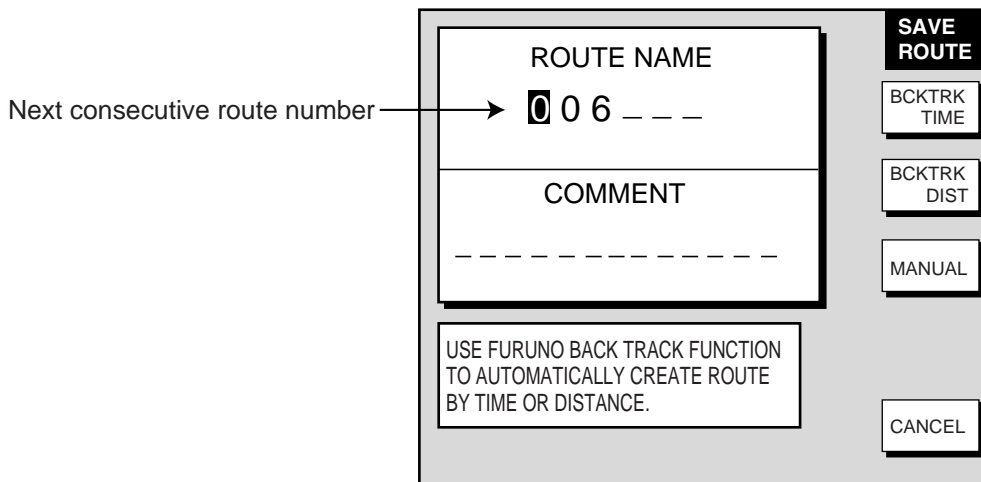 SAVE
ROUTE
ROUTE NAME
Next consecutive route number
0 0 6 _ _ _
BCKTRK
TIME
BCKTRK
DIST
COMMENT
_ _ _ _ _ _ _ _ _ _ _ _ _
MANUAL
USE FURUNO BACK TRACK FUNCTION
TO AUTOMATICALLY CREATE ROUTE
BY TIME OR DISTANCE.
CANCEL